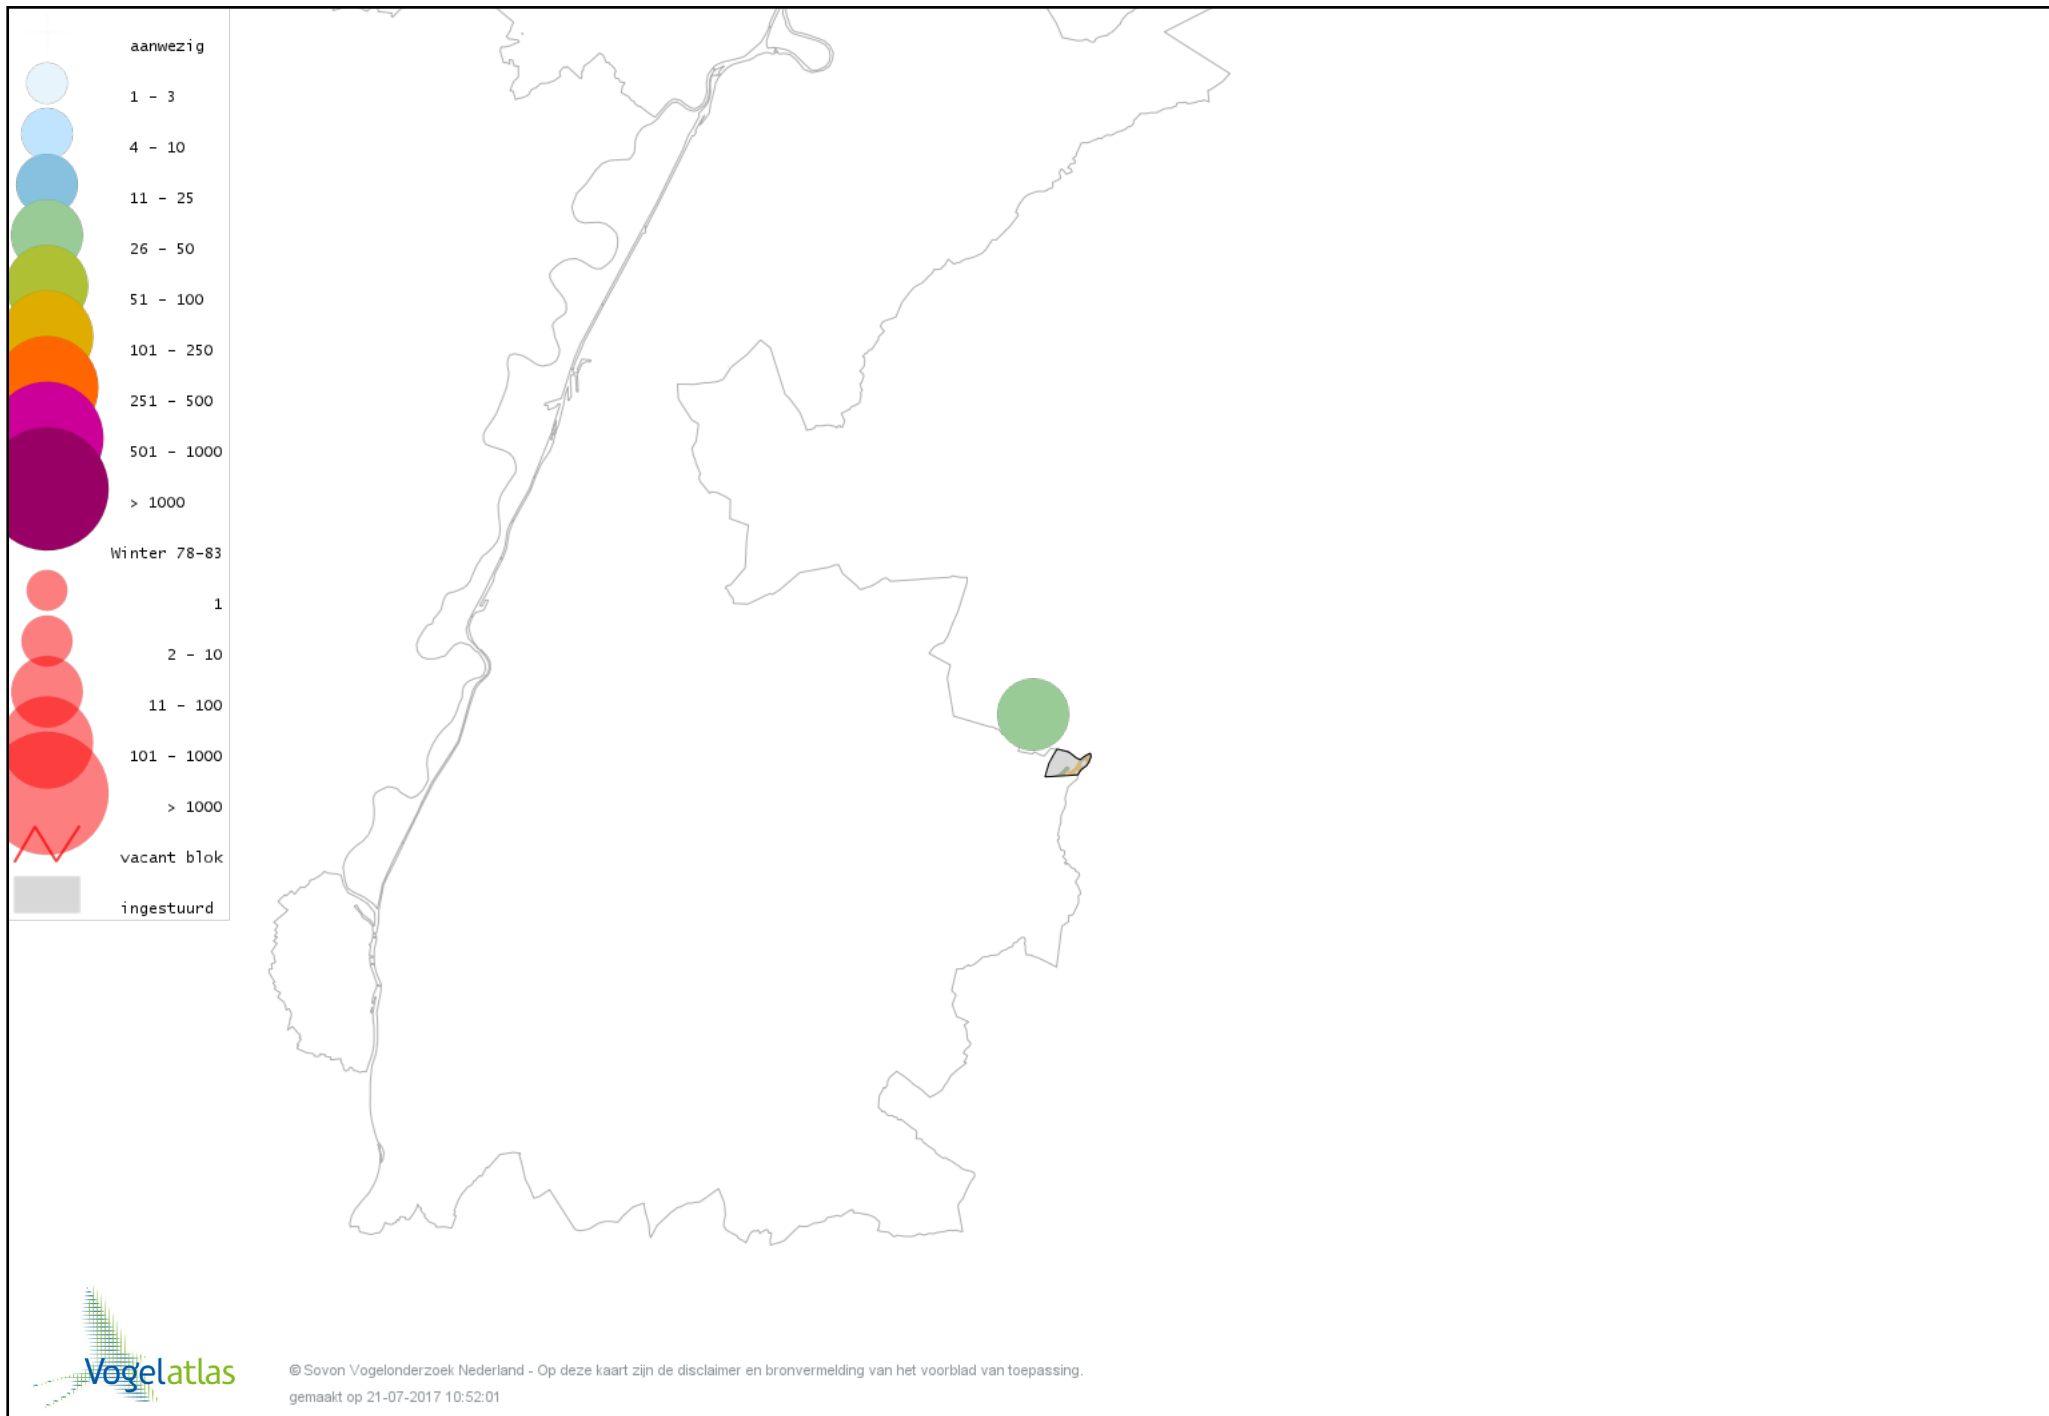 aanwezig
1 - 3
4 - 10
11 - 25
26 - 50
51 - 100
101 - 250
251 - 500
501 - 1000
> 1000
Winter 78-83
1
2 - 10
11 - 100
101 - 1000
> 1000
vacant blok
ingestuurd
Vogelatlas
© Sovon Vogelonderzoek Nederland - Op deze kaart zijn de disclaimer en bronvermelding van het voorblad van toepassing.
gemaakt op 21-07-2017 10:52:01